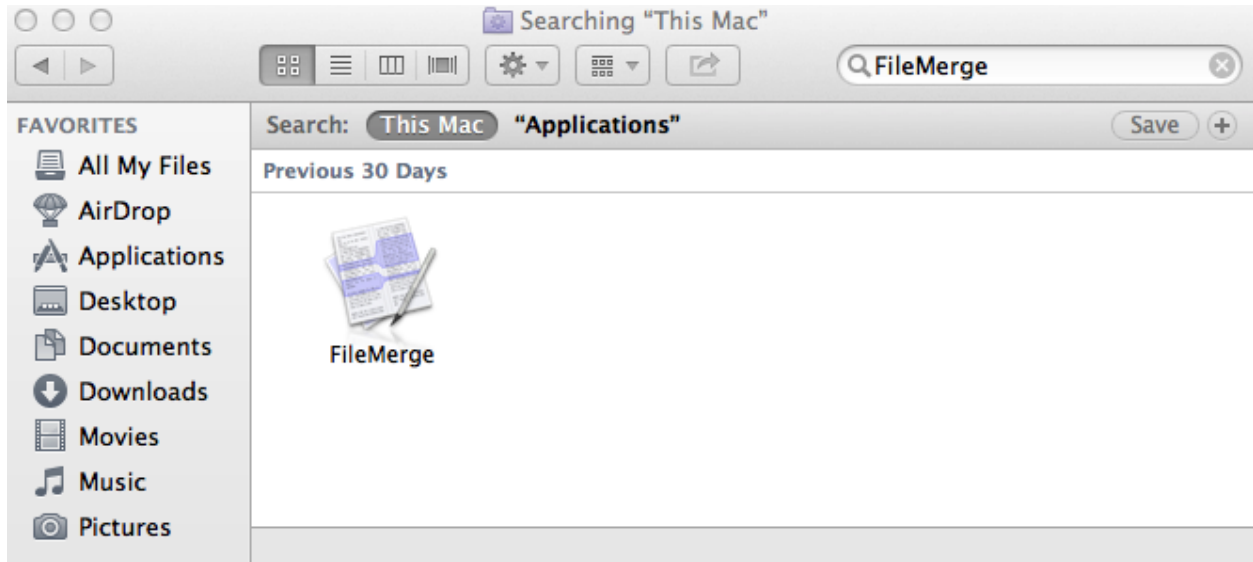 Searching “This Mac”
FileMerge
FAVORITES
All My Files
AirDrop
Applications
Desktop
Documents
Downloads
Movies
Music
Pictures
Search: This Mac “Applications” Save +
Previous 30 Days
FileMerge